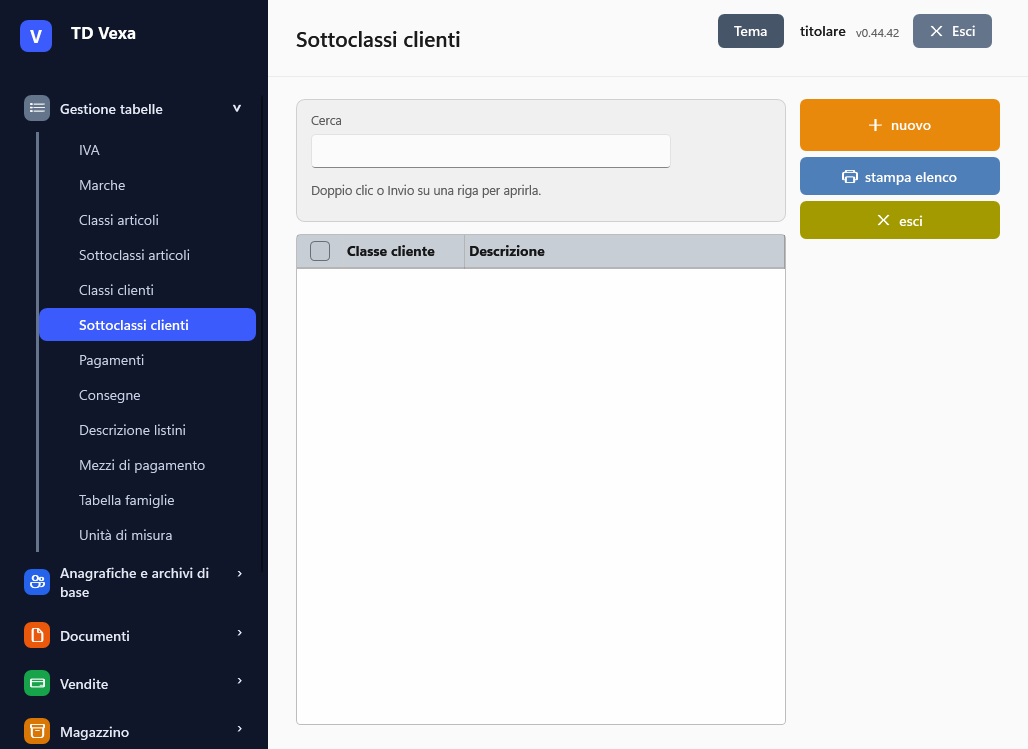 V
TD Vexa
Gestione tabelle
IVA
Marche
Classi articoli
Sottoclassi articoli
Classi clienti
Sottoclassi clienti
Pagamenti
Consegne
Descrizione listini
Mezzi di pagamento
Tabella famiglie
Unità di misura
Anagrafiche e archivi di
base
Documenti
Vendite
Magazzino
Sottoclassi clienti
Tema
titolare
v0.44.42
Esci
Cerca
Doppio clic o Invio su una riga per aprirla.
Classe cliente
Descrizione
nuovo
stampa elenco
esci